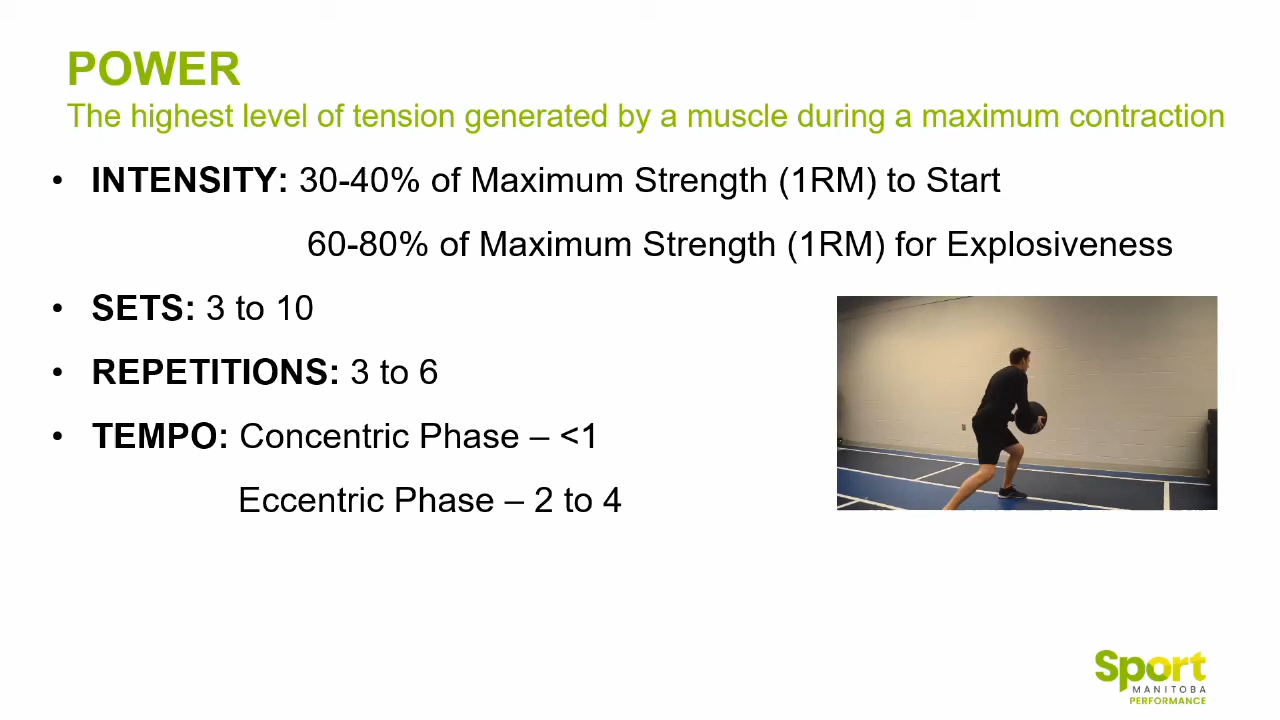 POWER
The highest level of tension generated by a muscle during a maximum contraction
• INTENSITY: 30-40% of Maximum Strength (1RM) to Start
60-80% of Maximum Strength (1RM) for Explosiveness
• SETS: 3 to 10
• REPETITIONS: 3 to 6
• TEMPO: Concentric Phase – <1
Eccentric Phase – 2 to 4
Sport
MANITOBA
PERFORMANCE